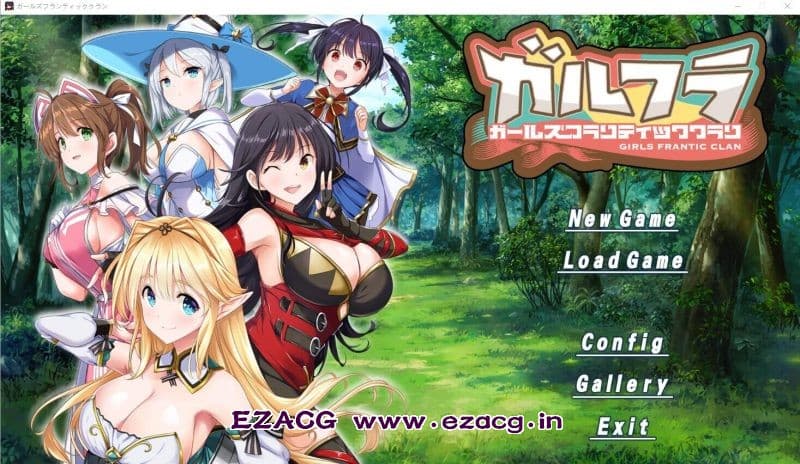 ガールズフランティッククラン
ガルフラ
ガールズフランティッククラン
GIRLS FRANTIC CLAN
New Game
Load Game
Config
Gallery
Exit
EZACG www.ezacg.in